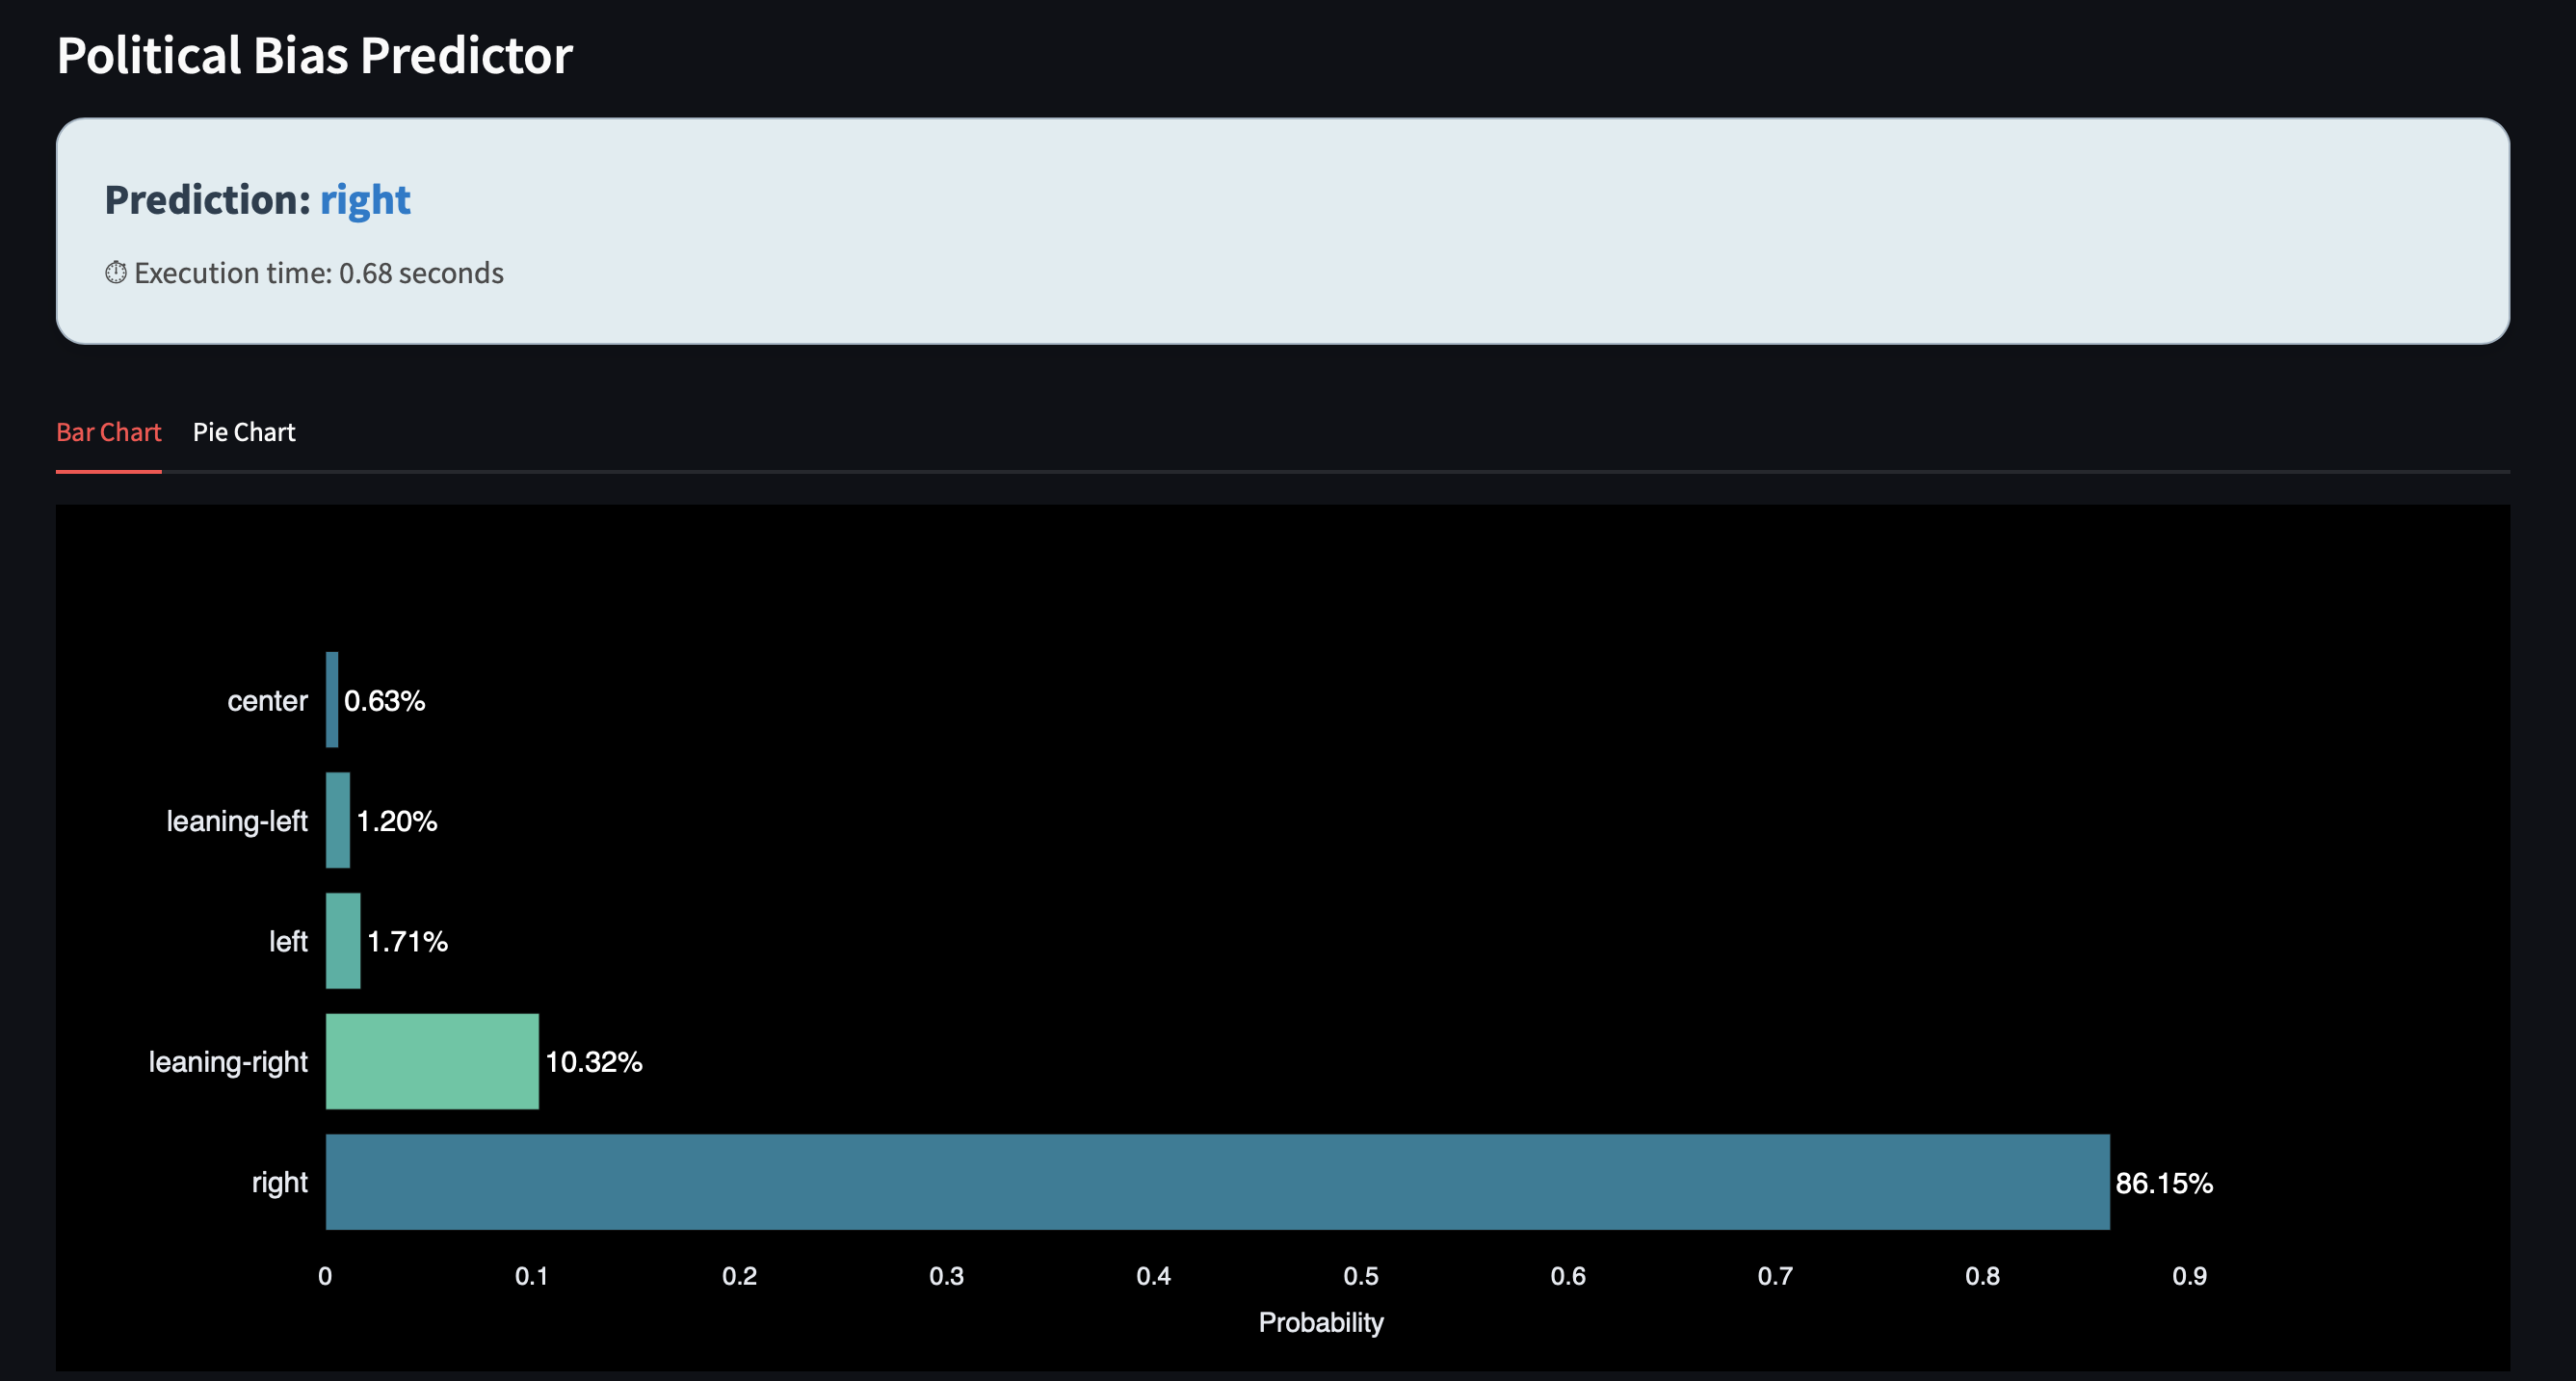 Political Bias Predictor
Prediction: right
⏱ Execution time: 0.68 seconds
Bar Chart Pie Chart
center 0.63%
leaning-left 1.20%
left 1.71%
leaning-right 10.32%
right 86.15%
0 0.1 0.2 0.3 0.4 0.5 0.6 0.7 0.8 0.9
Probability